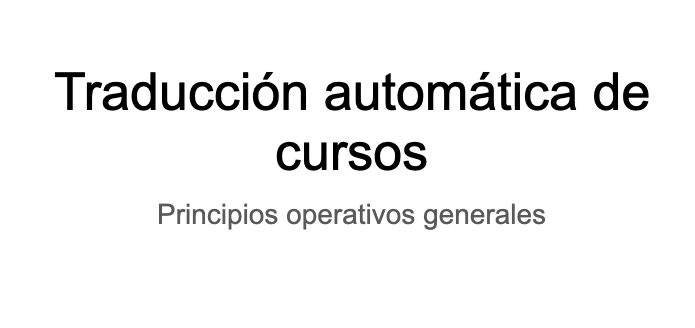 Traducción automática de
cursos
Principios operativos generales